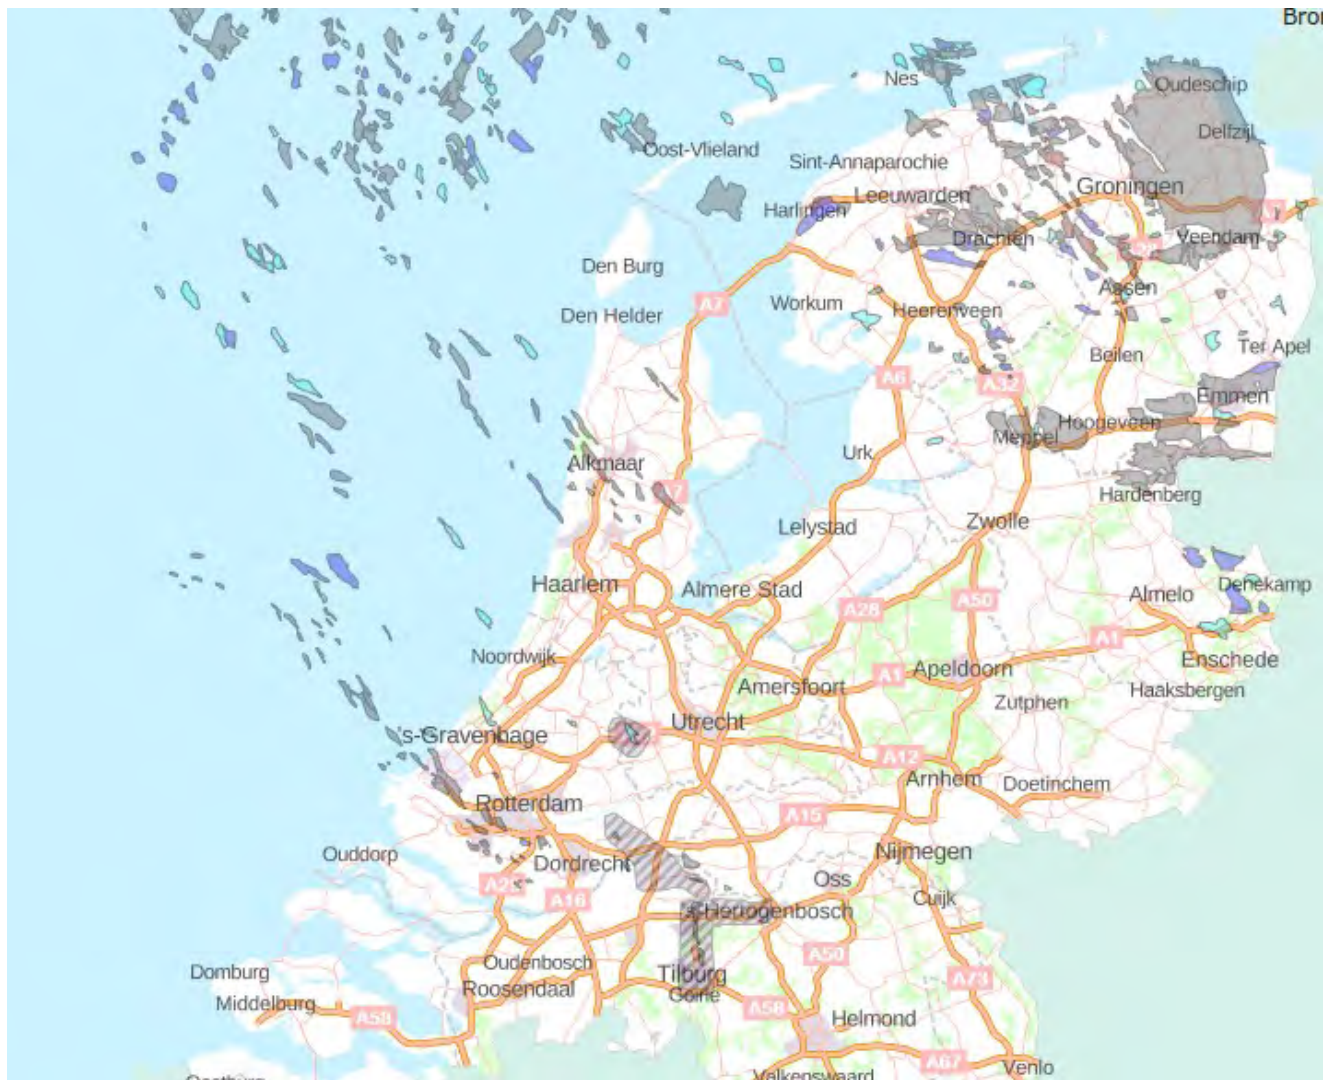 Bron
Nes
Oudeschip
Delfzijl
Oost-Vlieland
Sint-Annaparochie
Groningen
Leeuwarden
Harlingen
Drachten
Veendam
Den Burg
Assen
A7
Workum
Den Helder
Heerenveen
Ter Apel
Beilen
A6
A32
Emmen
Hoogeveen
Meppel
Urk
Alkmaar
Hardenberg
Lelystad
Zwolle
Haarlem
Almere Stad
Denekamp
Almelo
A28
A50
A1
Noordwijk
Enschede
Apeldoorn
A1
Amersfoort
Haaksbergen
Zutphen
Utrecht
's-Gravenhage
A12
Arnhem
Doetinchem
Rotterdam
A15
Ouddorp
Dordrecht
Nijmegen
Oss
A16
Cuijk
's-Hertogenbosch
A50
Oudenbosch
Domburg
Tilburg
A73
Roosendaal
Goirle
Middelburg
A58
A58
Helmond
A67
Venlo
Valkenswaard
Oostburg